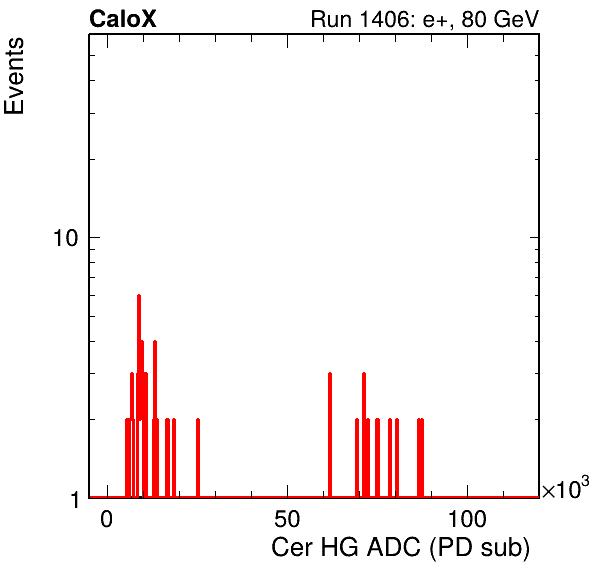 CaloX Run 1406: e+, 80 GeV
Events
10
1
0 50 100 ×10³
Cer HG ADC (PD sub)